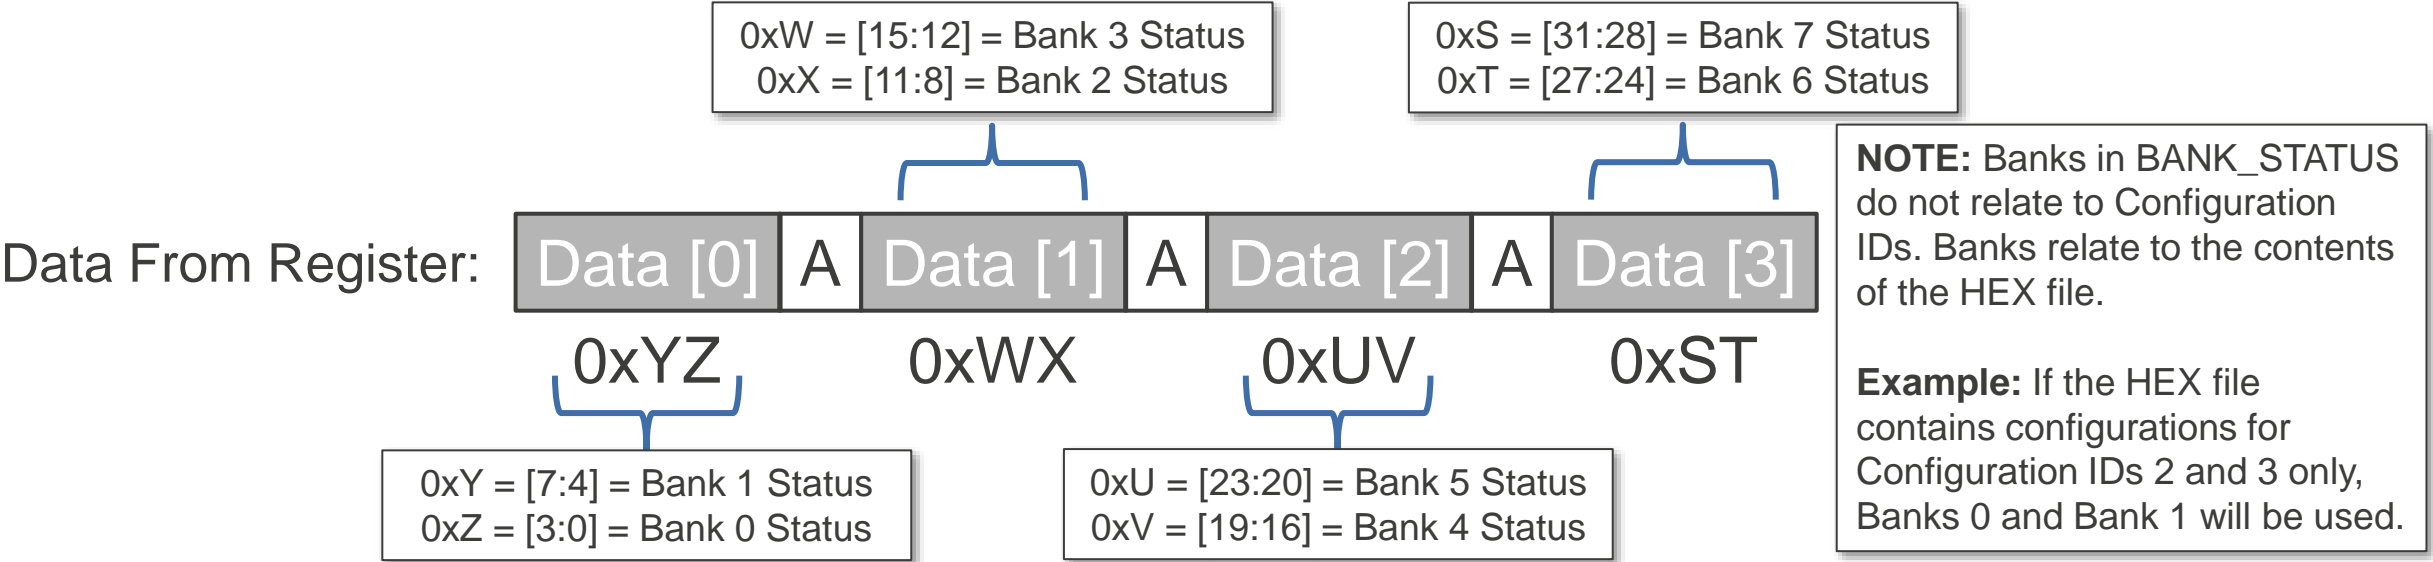 0xW = [15:12] = Bank 3 Status
0xX = [11:8] = Bank 2 Status
0xS = [31:28] = Bank 7 Status
0xT = [27:24] = Bank 6 Status
NOTE: Banks in BANK_STATUS
do not relate to Configuration
IDs. Banks relate to the contents
of the HEX file.
Example: If the HEX file
contains configurations for
Configuration IDs 2 and 3 only,
Banks 0 and Bank 1 will be used.
Data From Register: Data [0] A Data [1] A Data [2] A Data [3]
0xYZ 0xWX 0xUV 0xST
0xY = [7:4] = Bank 1 Status
0xZ = [3:0] = Bank 0 Status
0xU = [23:20] = Bank 5 Status
0xV = [19:16] = Bank 4 Status